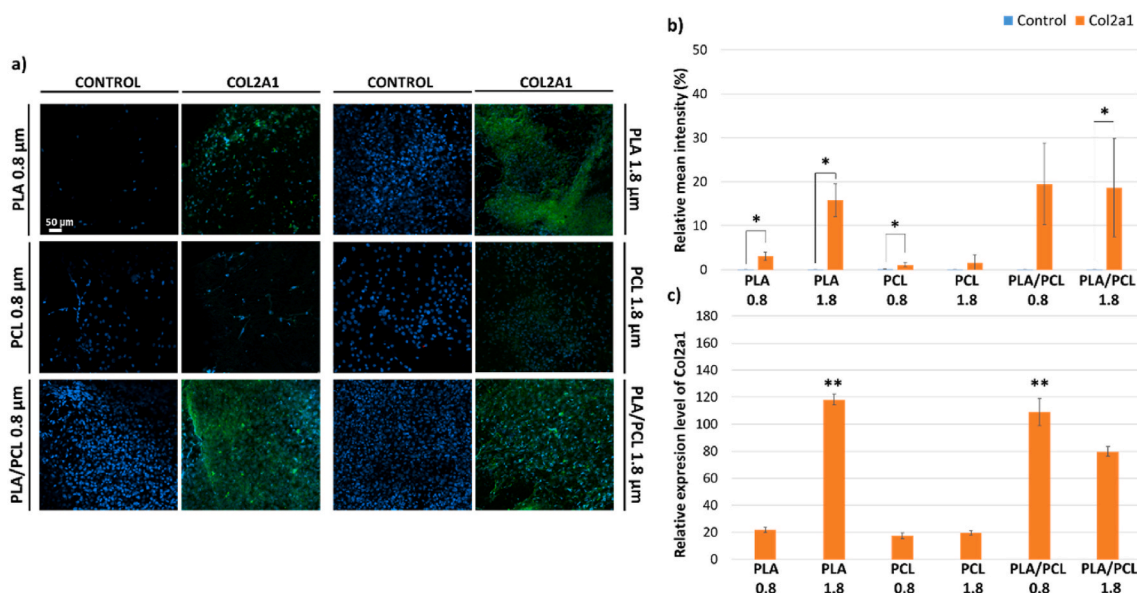 a)
CONTROL COL2A1 CONTROL COL2A1
PLA 0.8 µm
50 µm
PLA 1.8 µm
PCL 0.8 µm
PCL 1.8 µm
PLA/PCL 0.8 µm
PLA/PCL 1.8 µm
b)
Control Col2a1
Relative mean intensity (%)
50
40
30
20
10
0
* * * *
PLA PLA PCL PCL PLA/PCL PLA/PCL
0.8 1.8 0.8 1.8 0.8 1.8
c)
Relative expresion level of Col2a1
180
160
140
120
100
80
60
40
20
0
** **
PLA PLA PCL PCL PLA/PCL PLA/PCL
0.8 1.8 0.8 1.8 0.8 1.8